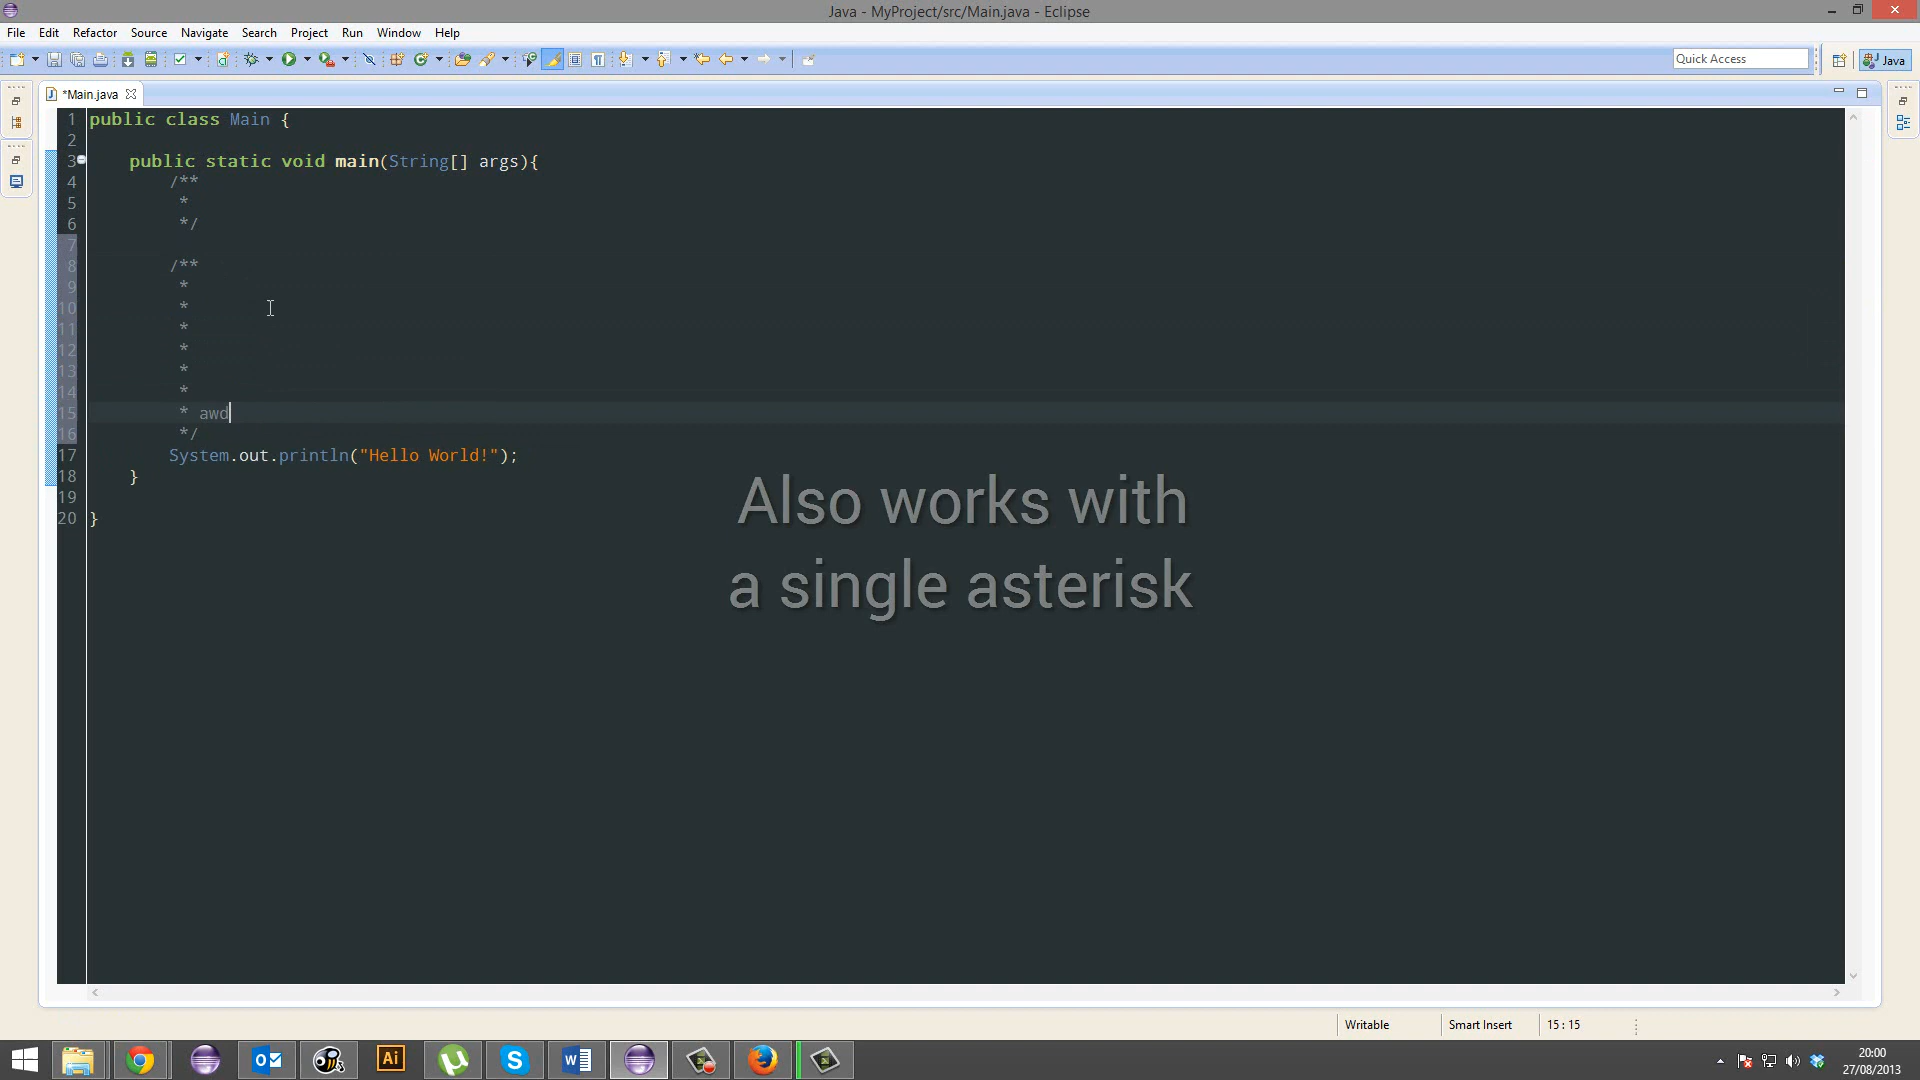 Java - MyProject/src/Main.java - Eclipse
File Edit Refactor Source Navigate Search Project Run Window Help
Quick Access
Java
*Main.java
1 public class Main {
2
3 public static void main(String[] args){
4 /**
5 *
6 */
7
8 /**
9 *
10 *
11 *
12 *
13 *
14 *
15 * awd
16 */
17 System.out.println("Hello World!");
18 }
19
20 }
Also works with
a single asterisk
Writable Smart Insert 15 : 15
Ai
20:00
27/08/2013